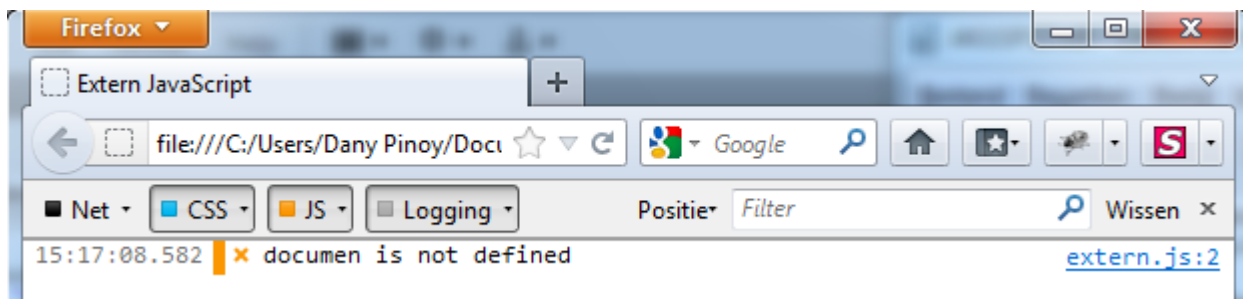 Firefox
Extern JavaScript
file:///C:/Users/Dany Pinoy/Docu
Google
S
Net CSS JS Logging Positie Filter Wissen
15:17:08.582 documen is not defined extern.js:2